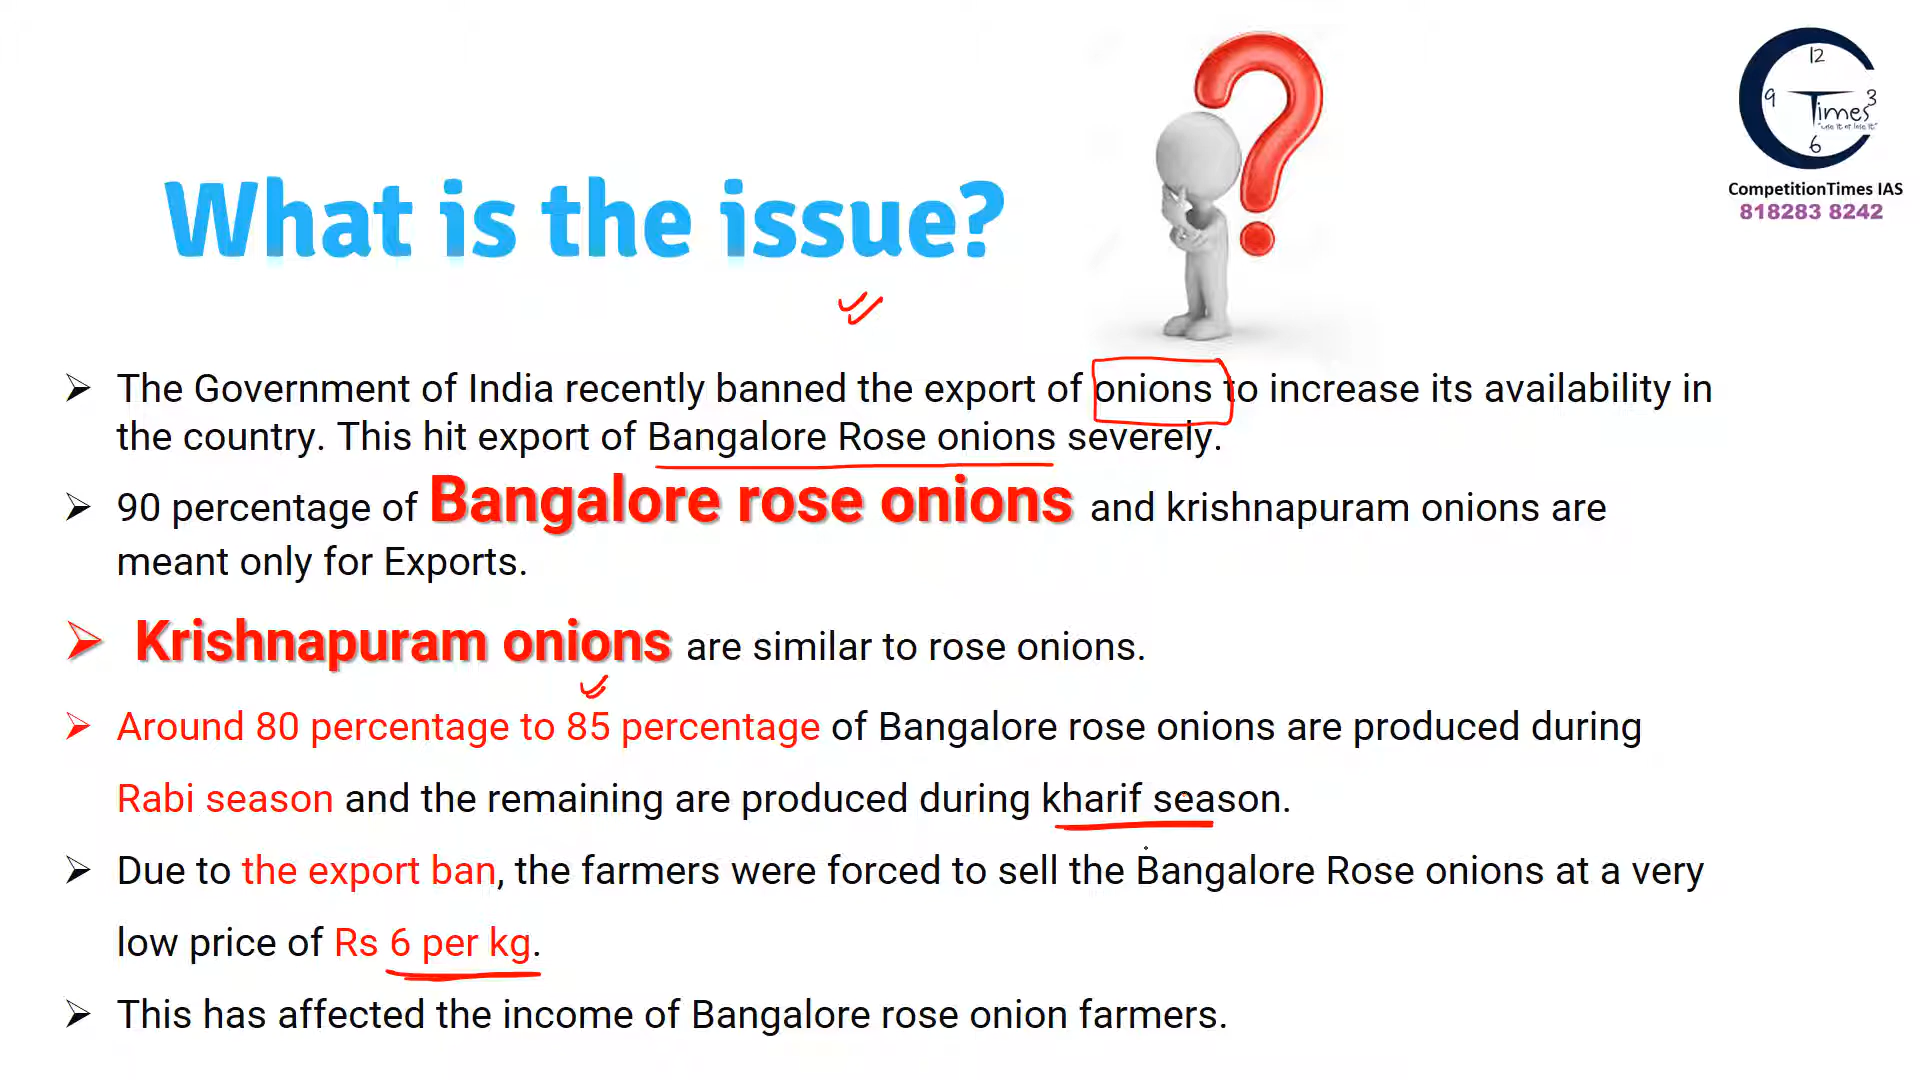 12
9
3
Times
"use it or lose it"
6
CompetitionTimes IAS
818283 8242
What is the issue?
The Government of India recently banned the export of onions to increase its availability in
the country. This hit export of Bangalore Rose onions severely.
90 percentage of Bangalore rose onions and krishnapuram onions are
meant only for Exports.
Krishnapuram onions are similar to rose onions.
Around 80 percentage to 85 percentage of Bangalore rose onions are produced during
Rabi season and the remaining are produced during kharif season.
Due to the export ban, the farmers were forced to sell the Bangalore Rose onions at a very
low price of Rs 6 per kg.
This has affected the income of Bangalore rose onion farmers.